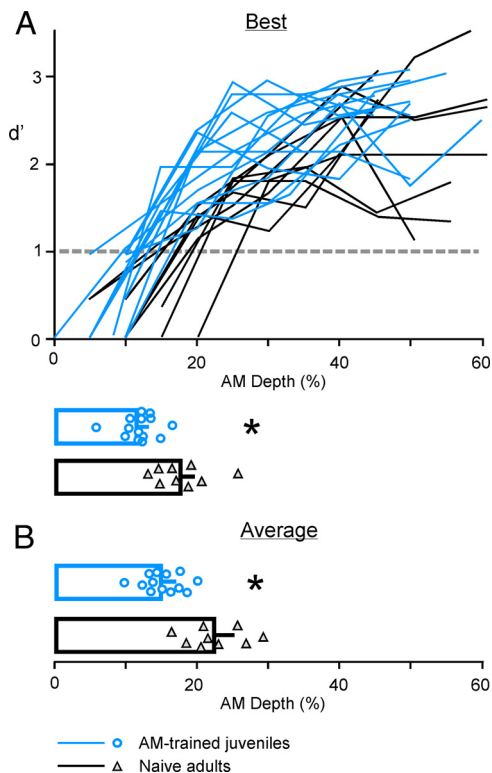 A
Best
d’
3
2
1
0
0 20 40 60
AM Depth (%)
*
B
Average
*
0 20 40 60
AM Depth (%)
AM-trained juveniles
Naive adults